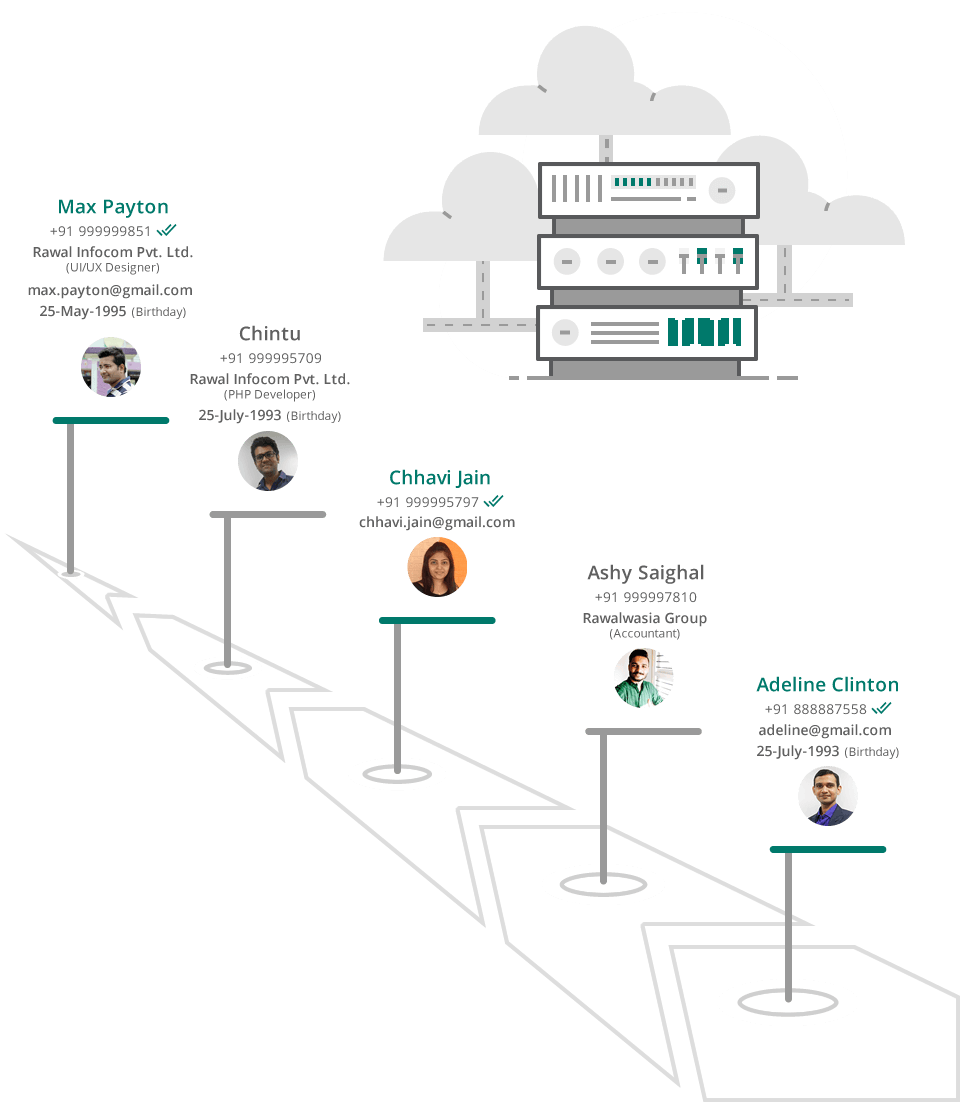 Max Payton
+91 999999851
Rawal Infocom Pvt. Ltd.
(UI/UX Designer)
max.payton@gmail.com
25-May-1995 (Birthday)
Chintu
+91 999995709
Rawal Infocom Pvt. Ltd.
(PHP Developer)
25-July-1993 (Birthday)
Chhavi Jain
+91 999995797
chhavi.jain@gmail.com
Ashy Saighal
+91 999997810
Rawalwasia Group
(Accountant)
Adeline Clinton
+91 888887558
adeline@gmail.com
25-July-1993 (Birthday)